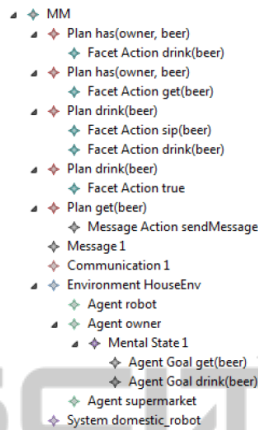 MM
Plan has(owner, beer)
Facet Action drink(beer)
Plan has(owner, beer)
Facet Action get(beer)
Plan drink(beer)
Facet Action sip(beer)
Facet Action drink(beer)
Plan drink(beer)
Facet Action true
Plan get(beer)
Message Action sendMessage
Message 1
Communication 1
Environment HouseEnv
Agent robot
Agent owner
Mental State 1
Agent Goal get(beer)
Agent Goal drink(beer)
Agent supermarket
System domestic_robot